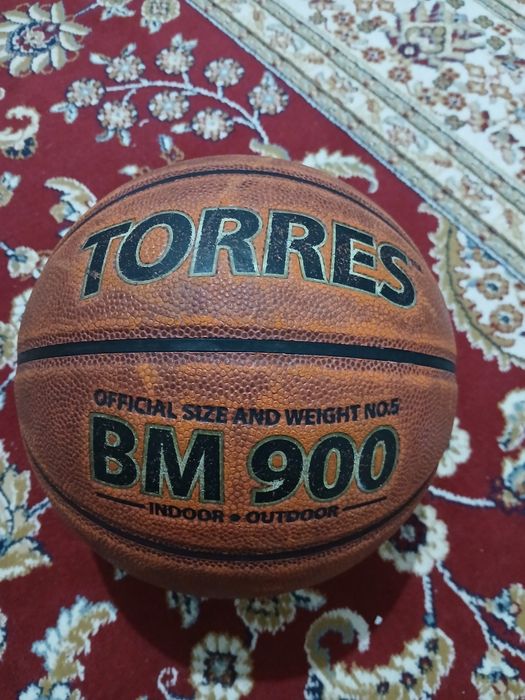 TORRES
OFFICIAL SIZE AND WEIGHT NO.5
BM 900
INDOOR • OUTDOOR